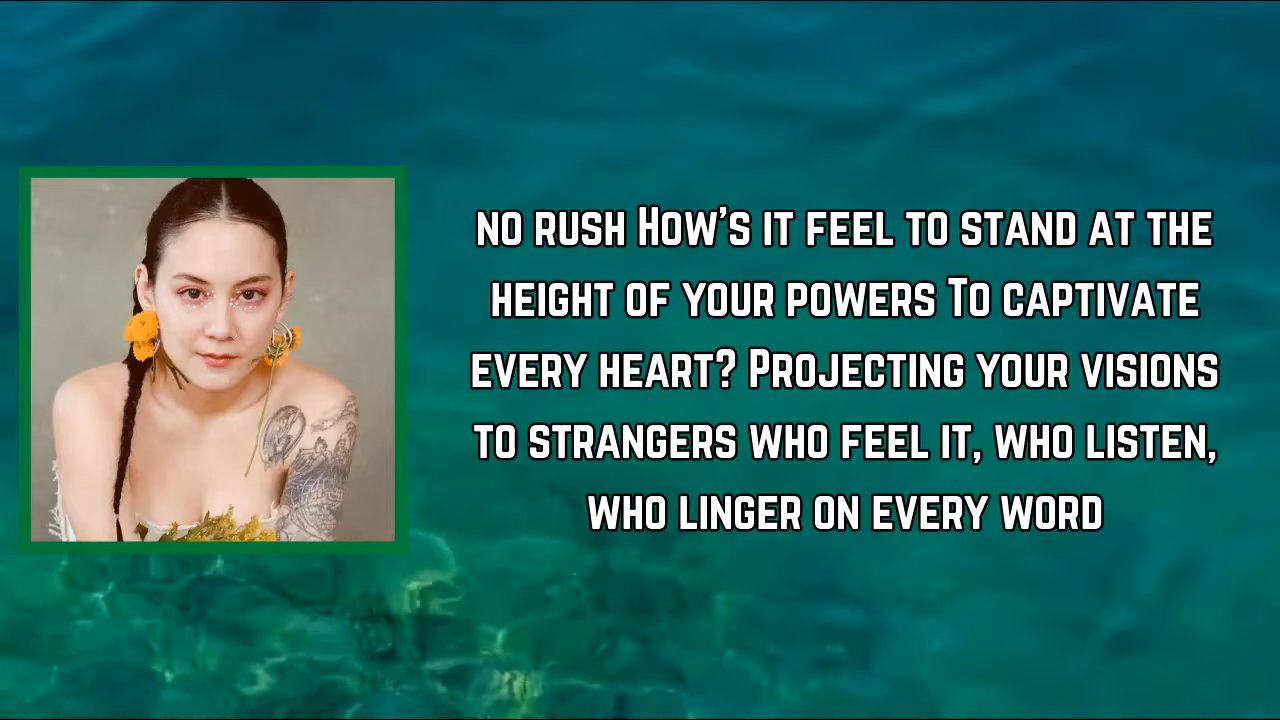 NO RUSH HOW'S IT FEEL TO STAND AT THE
HEIGHT OF YOUR POWERS TO CAPTIVATE
EVERY HEART? PROJECTING YOUR VISIONS
TO STRANGERS WHO FEEL IT, WHO LISTEN,
WHO LINGER ON EVERY WORD